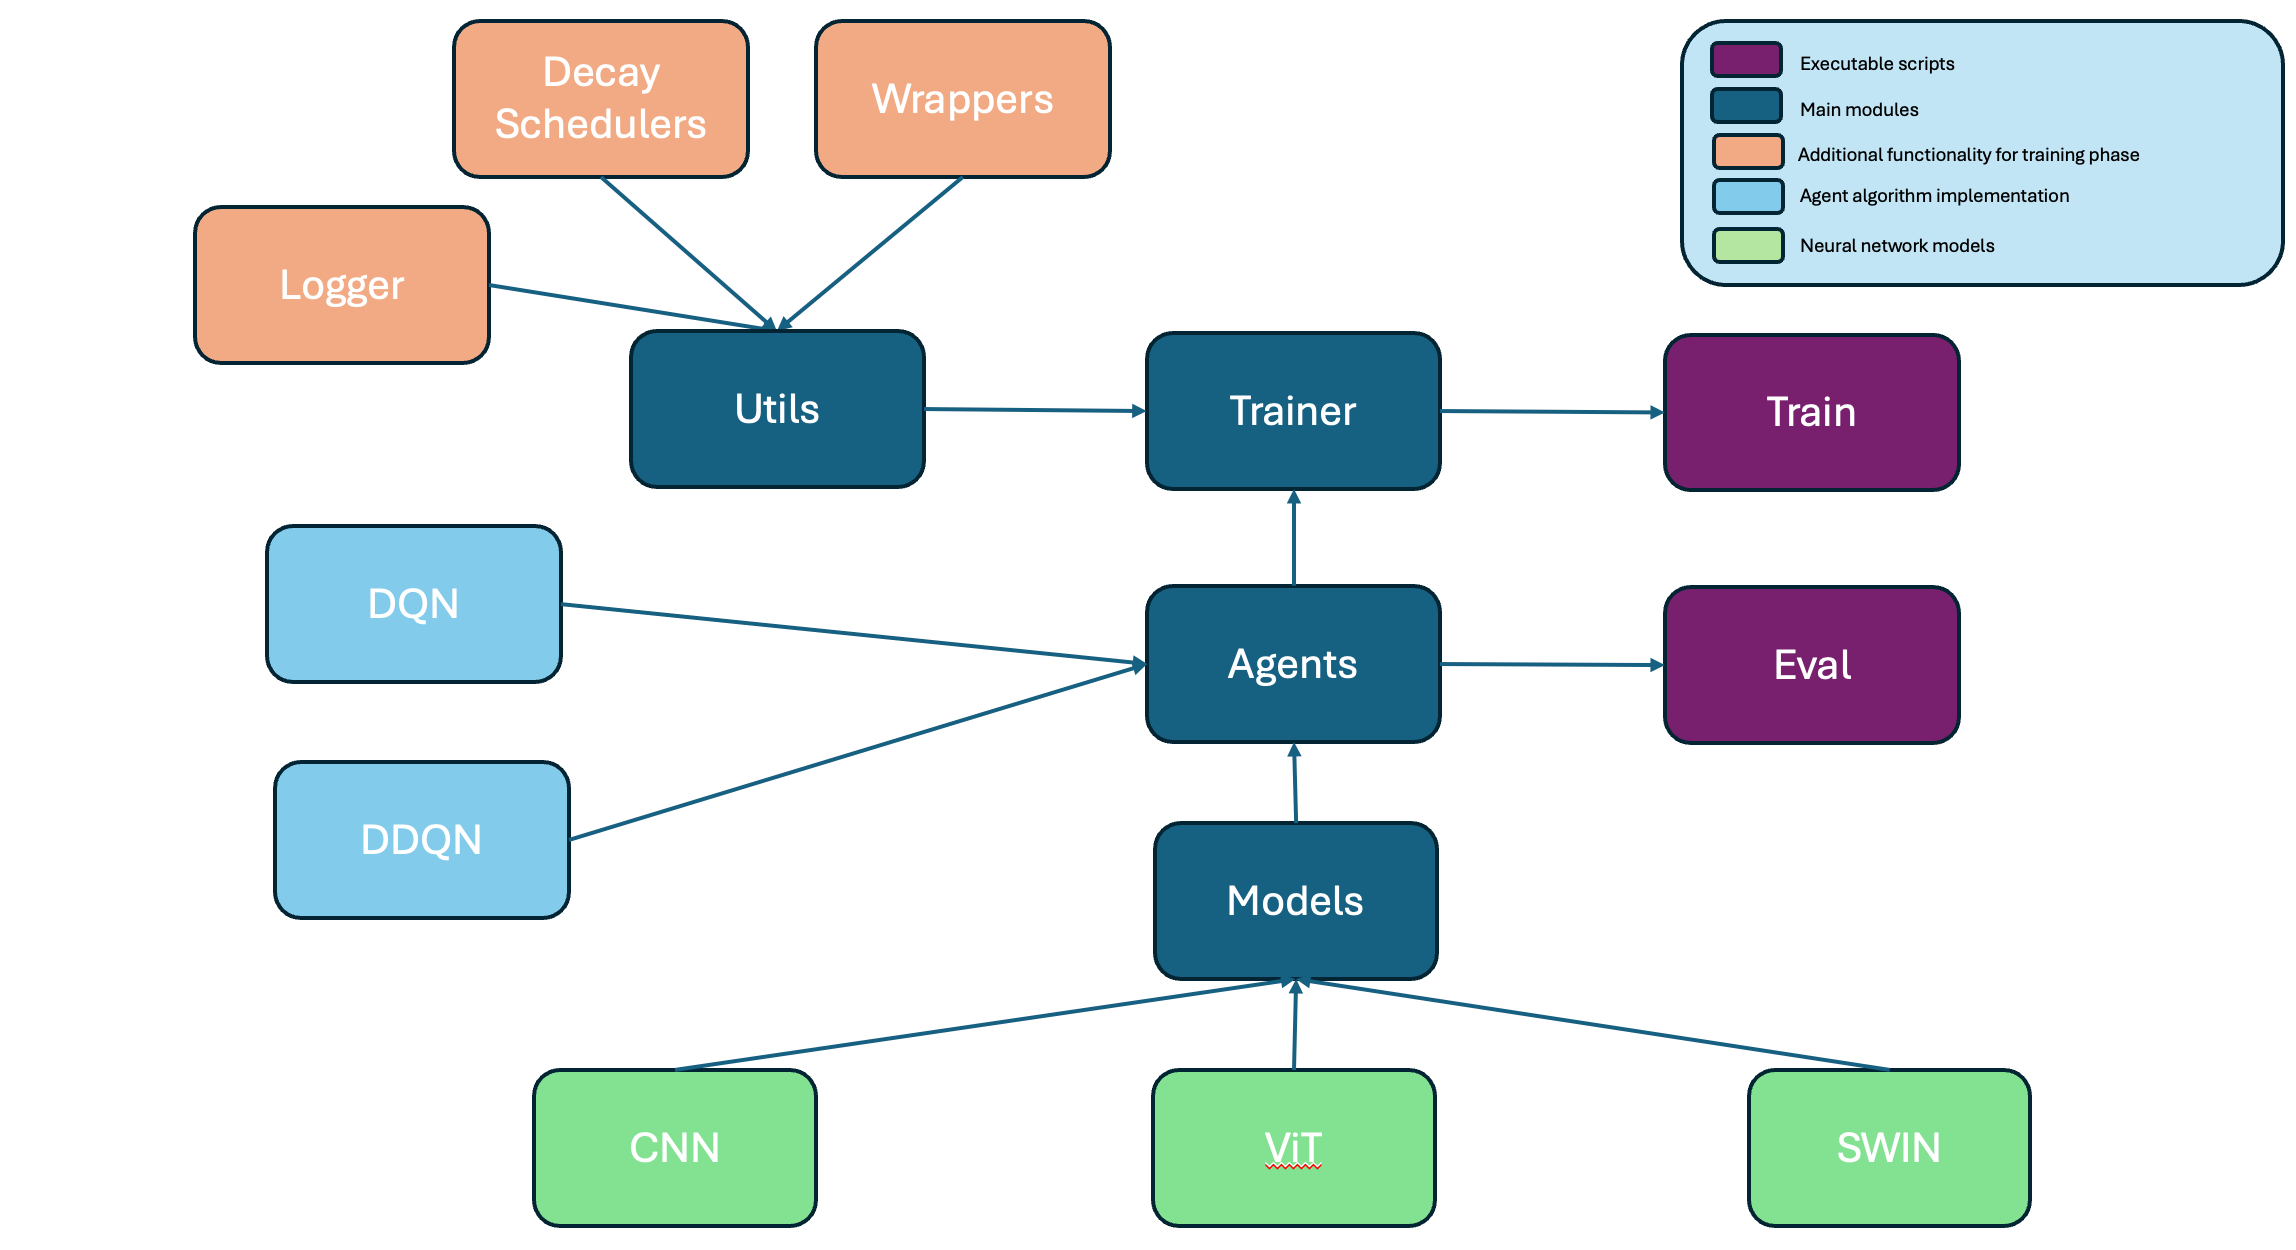 Decay
Schedulers
Wrappers
Executable scripts
Main modules
Additional functionality for training phase
Agent algorithm implementation
Neural network models
Logger
Utils
Trainer
Train
DQN
Agents
Eval
DDQN
Models
CNN
ViT
SWIN